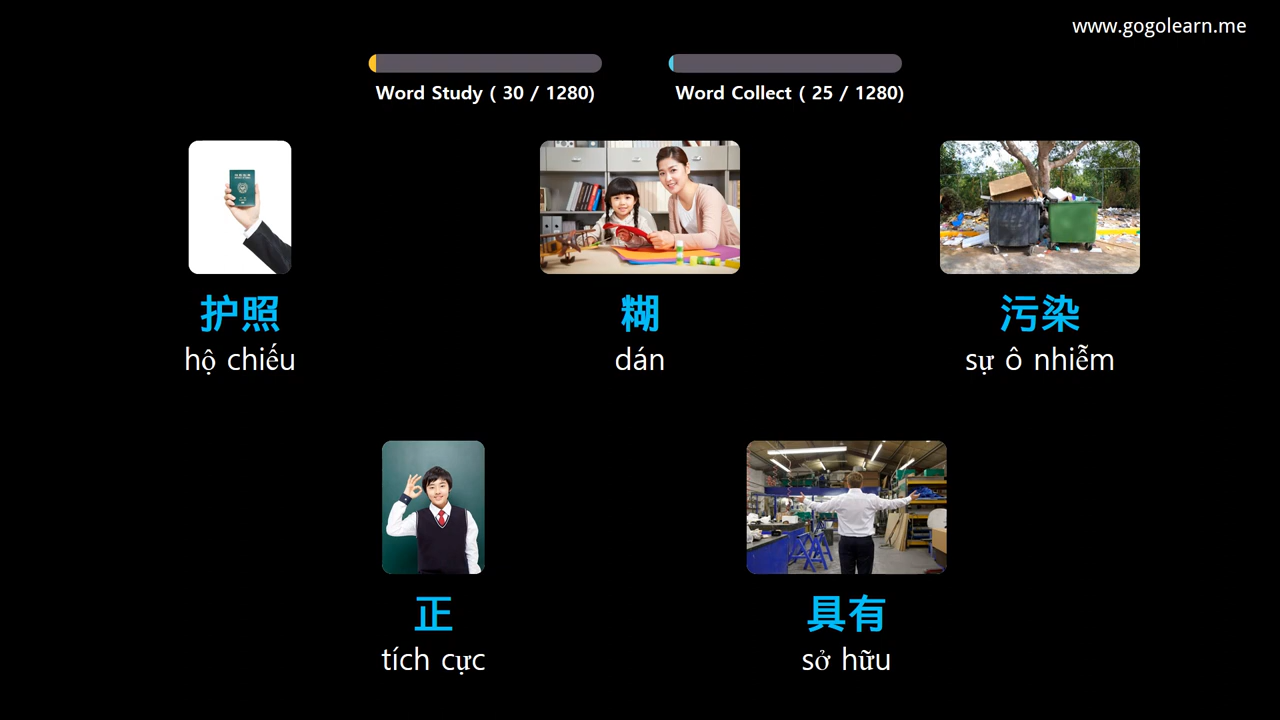 www.gogolearn.me
Word Study ( 30 / 1280)
Word Collect ( 25 / 1280)
护照
hộ chiếu
糊
dán
污染
sự ô nhiễm
正
tích cực
具有
sở hữu